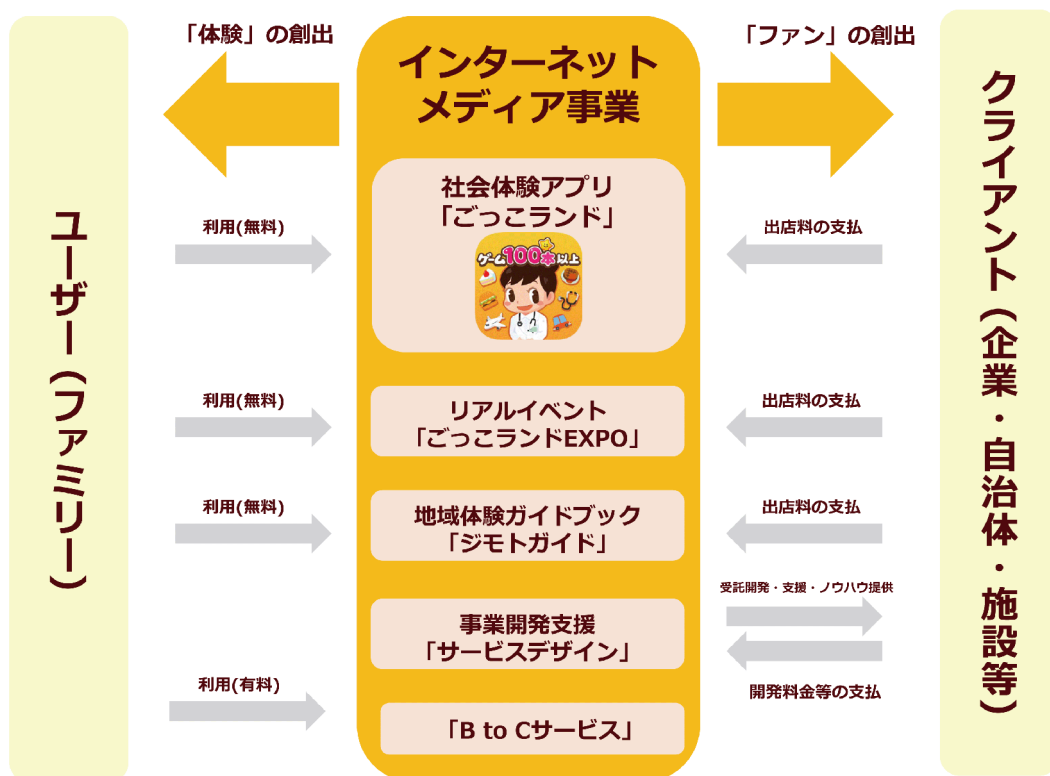 「体験」の創出
インターネット
メディア事業
「ファン」の創出
ユーザー(ファミリー)
クライアント(企業・自治体・施設等)
社会体験アプリ
「ごっこランド」
ゲーム100本以上
利用(無料)
出店料の支払
利用(無料)
リアルイベント
「ごっこランドEXPO」
出店料の支払
利用(無料)
地域体験ガイドブック
「ジモトガイド」
出店料の支払
事業開発支援
「サービスデザイン」
受託開発・支援・ノウハウ提供
開発料金等の支払
利用(有料)
「B to Cサービス」